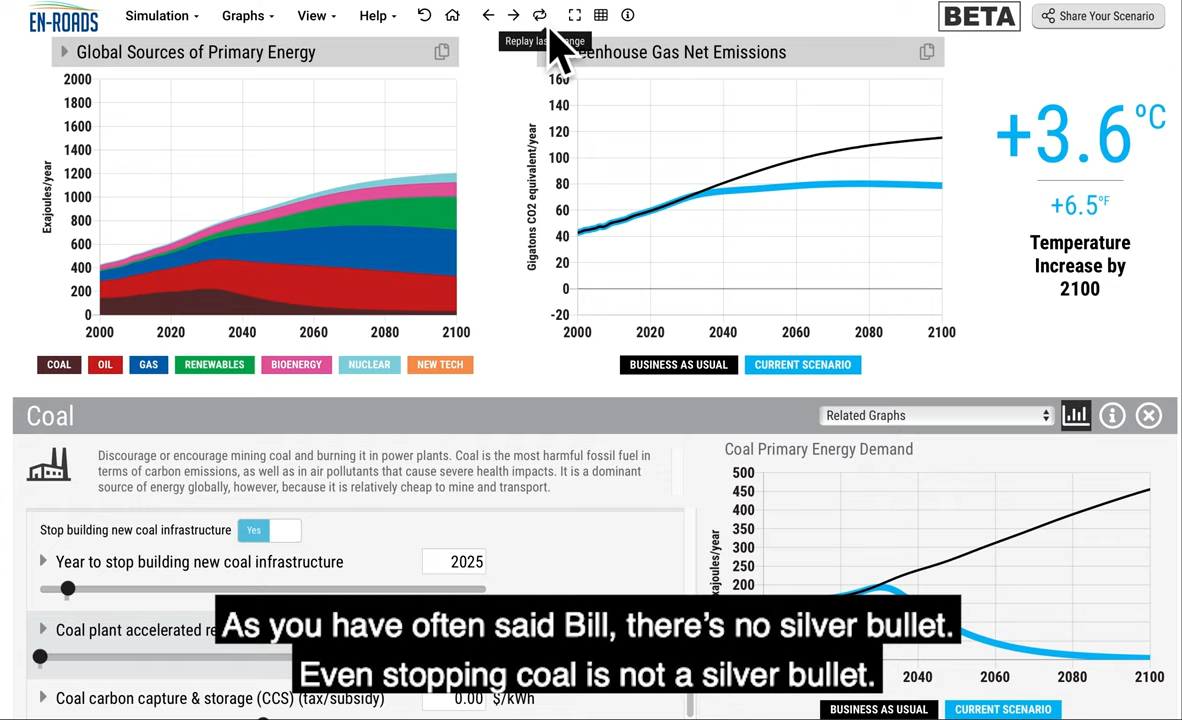 EN-ROADS
Simulation
Graphs
View
Help
BETA
Share Your Scenario
Replay las
nge
Global Sources of Primary Energy
eenhouse Gas Net Emissions
Exajoules/year
2000
1800
1600
1400
1200
1000
800
600
400
200
0
2000 2020 2040 2060 2080 2100
COAL OIL GAS RENEWABLES BIOENERGY NUCLEAR NEW TECH
Gigatons CO2 equivalent/year
160
140
120
100
80
60
40
20
0
-20
2000 2020 2040 2060 2080 2100
BUSINESS AS USUAL CURRENT SCENARIO
+3.6°C
+6.5°F
Temperature
Increase by
2100
Coal
Related Graphs
Discourage or encourage mining coal and burning it in power plants. Coal is the most harmful fossil fuel in
terms of carbon emissions, as well as in air pollutants that cause severe health impacts. It is a dominant
source of energy globally, however, because it is relatively cheap to mine and transport.
Stop building new coal infrastructure Yes
Year to stop building new coal infrastructure 2025
Coal plant accelerated re
Coal carbon capture & storage (CCS) (tax/subsidy) 0.00 $/kWh
Coal Primary Energy Demand
xajoules/year
500
450
400
350
300
250
200
2040 2060 2080 2100
BUSINESS AS USUAL CURRENT SCENARIO
As you have often said Bill, there's no silver bullet.
Even stopping coal is not a silver bullet.